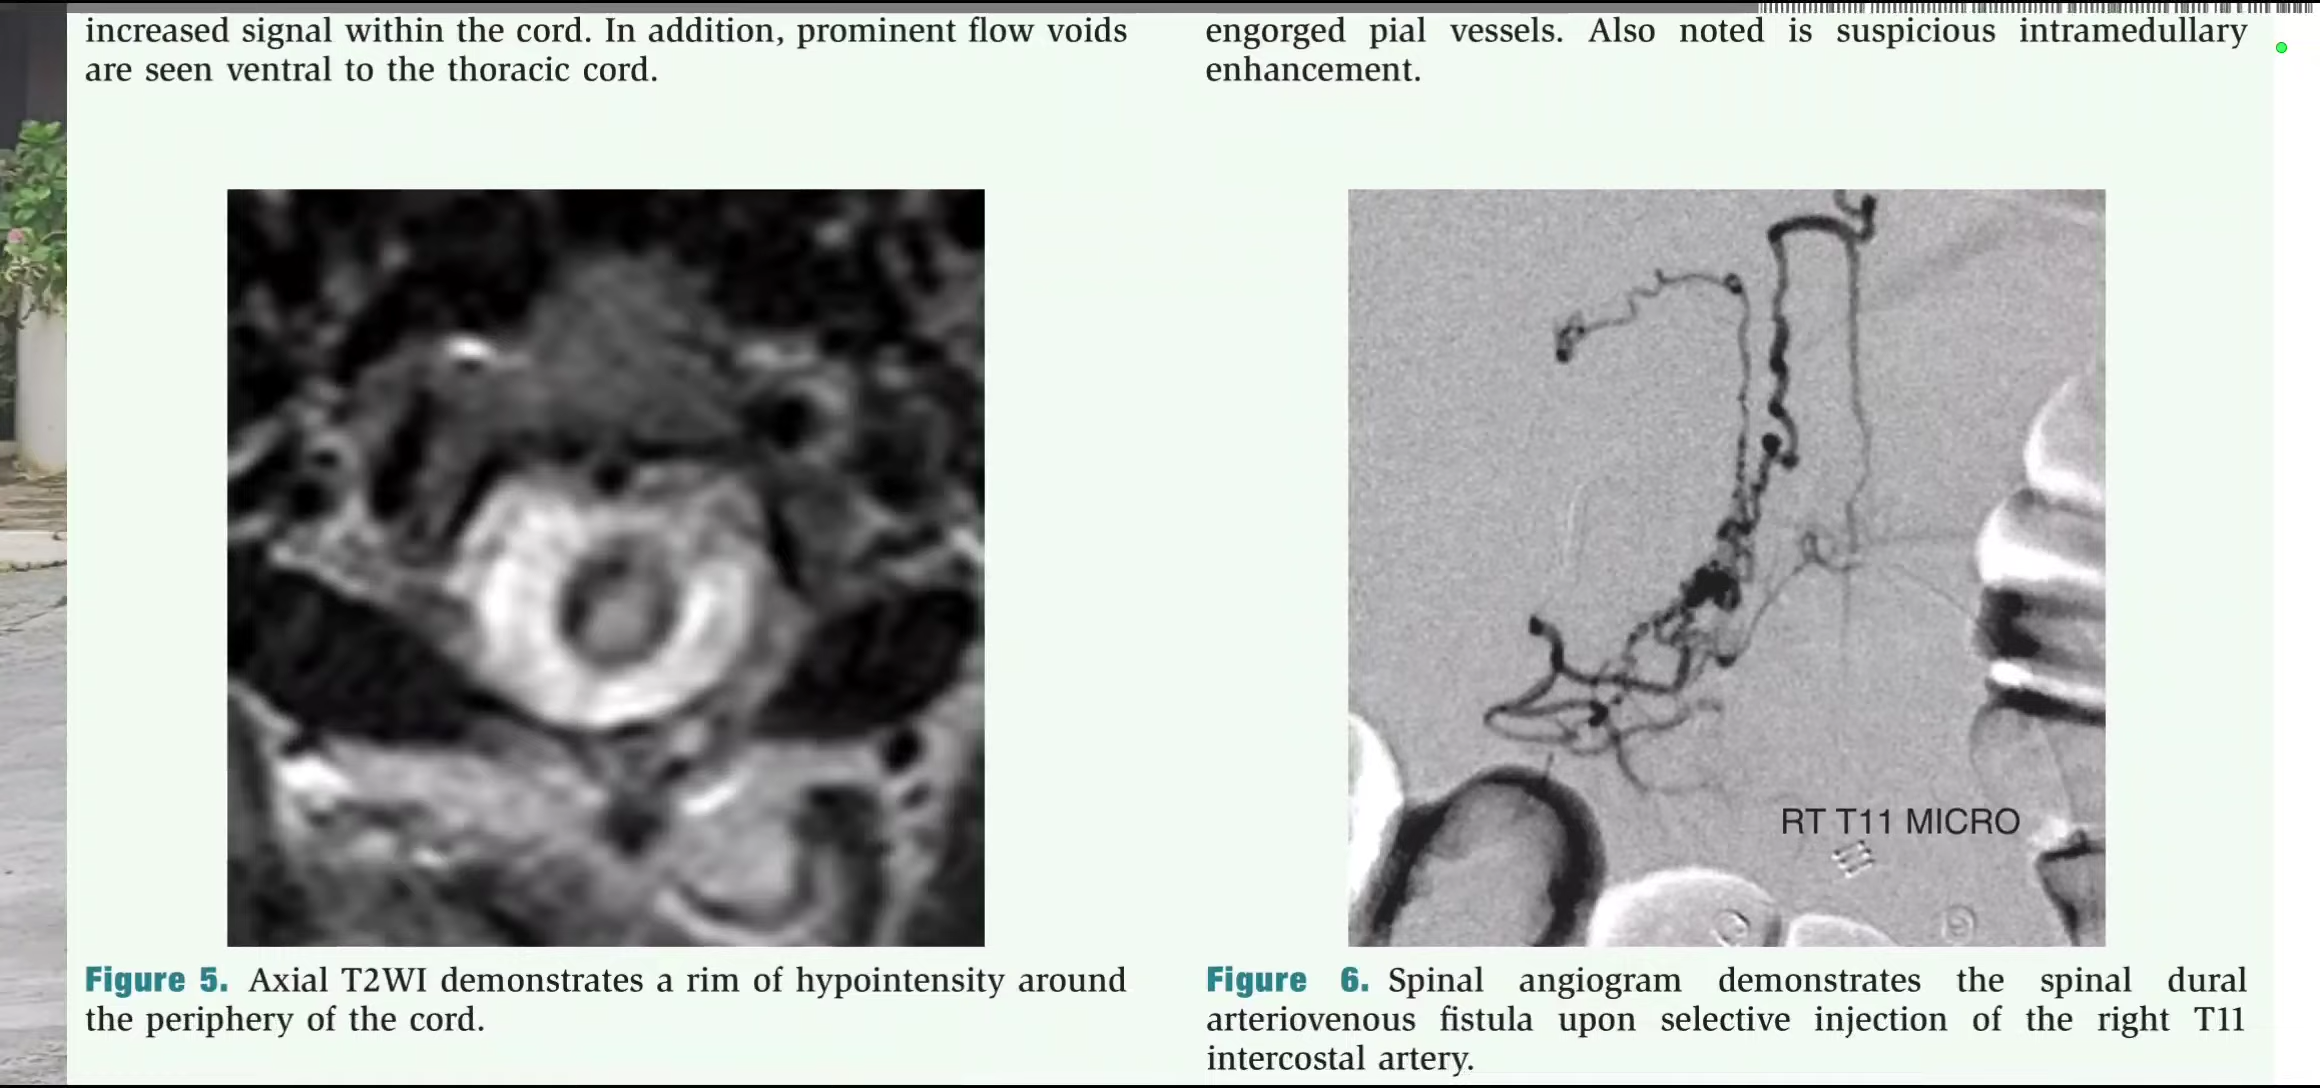 increased signal within the cord. In addition, prominent flow voids
are seen ventral to the thoracic cord.
engorged pial vessels. Also noted is suspicious intramedullary
enhancement.
RT T11 MICRO
Figure 5. Axial T2WI demonstrates a rim of hypointensity around
the periphery of the cord.
Figure 6. Spinal angiogram demonstrates the spinal dural
arteriovenous fistula upon selective injection of the right T11
intercostal artery.